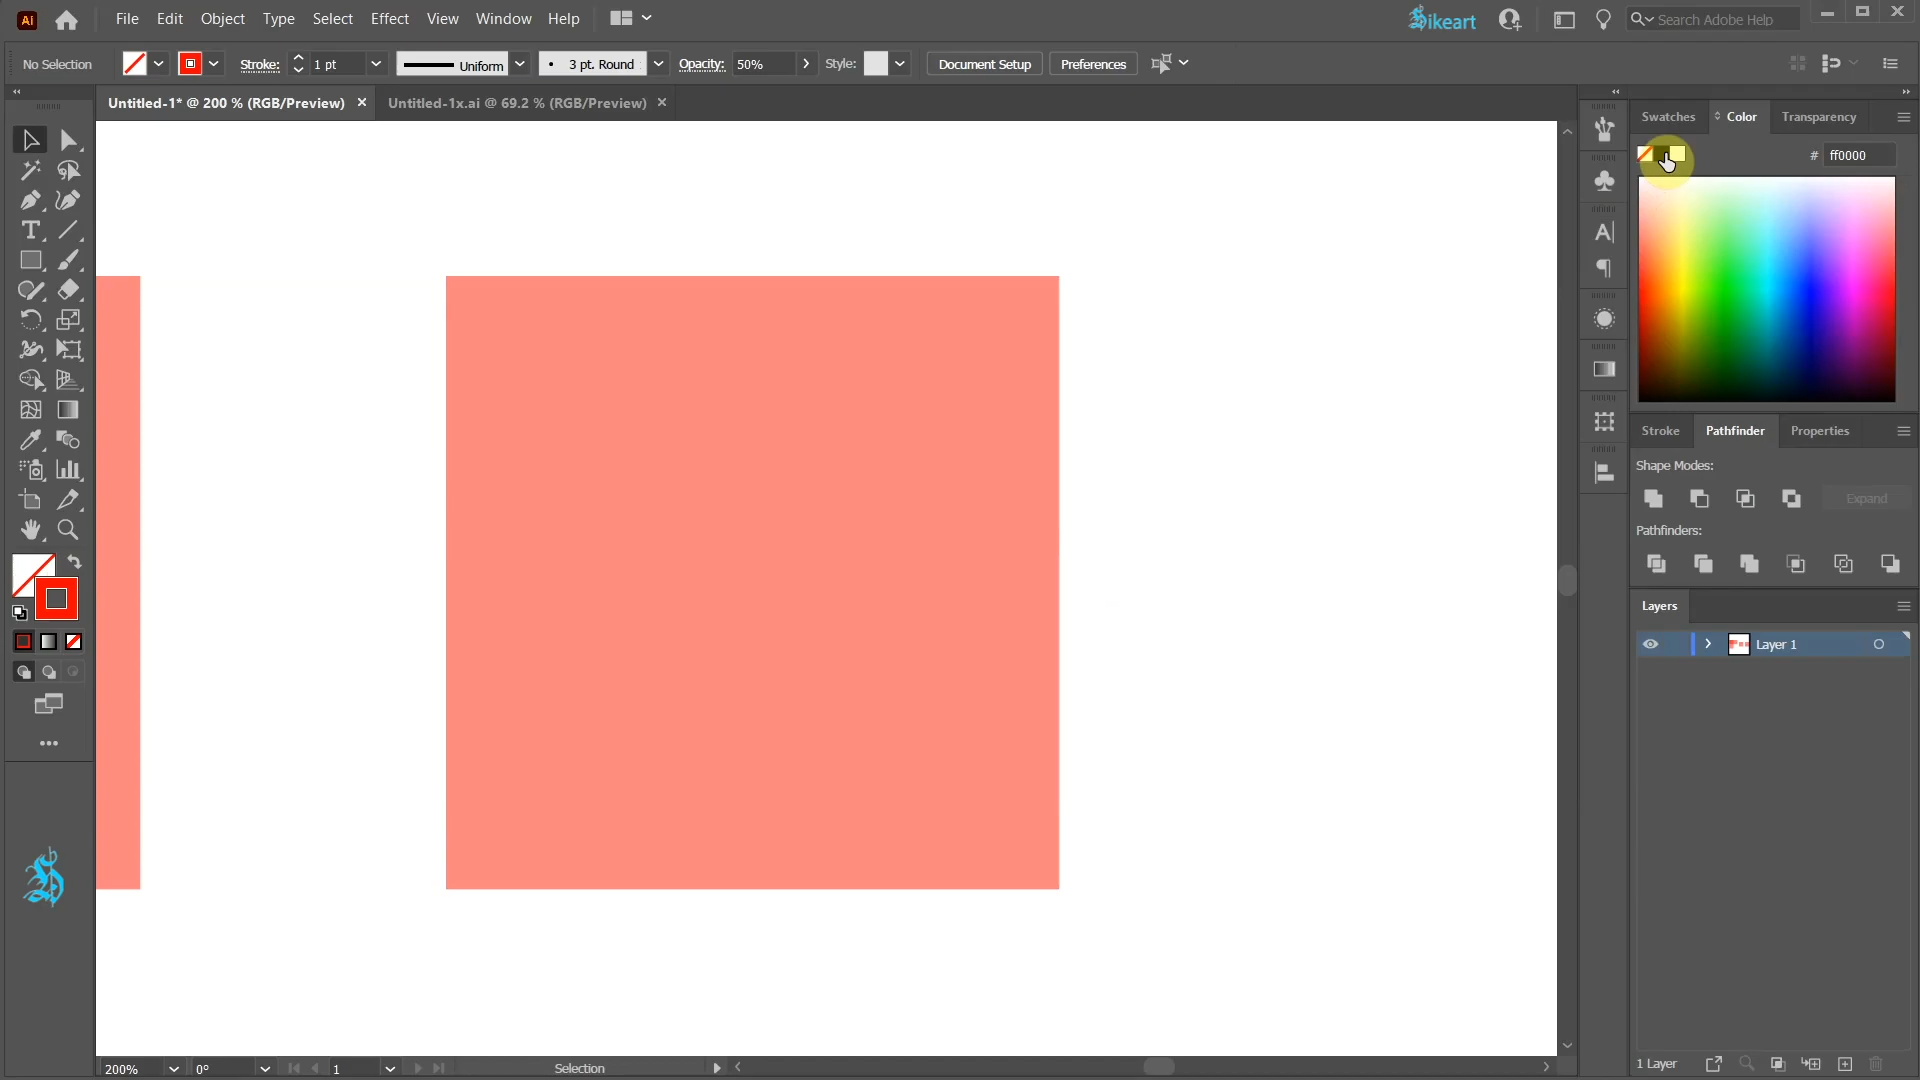 Ai File Edit Object Type Select Effect View Window Help ikeart Search Adobe Help
No Selection Stroke: 1 pt Uniform 3 pt. Round Opacity: 50% Style: Document Setup Preferences
Untitled-1* @ 200 % (RGB/Preview) Untitled-1x.ai @ 69.2 % (RGB/Preview)
Swatches Color Transparency
# ff0000
Stroke Pathfinder Properties
Shape Modes:
Expand
Pathfinders:
Layers
Layer 1
1 Layer
200% 0° 1 Selection